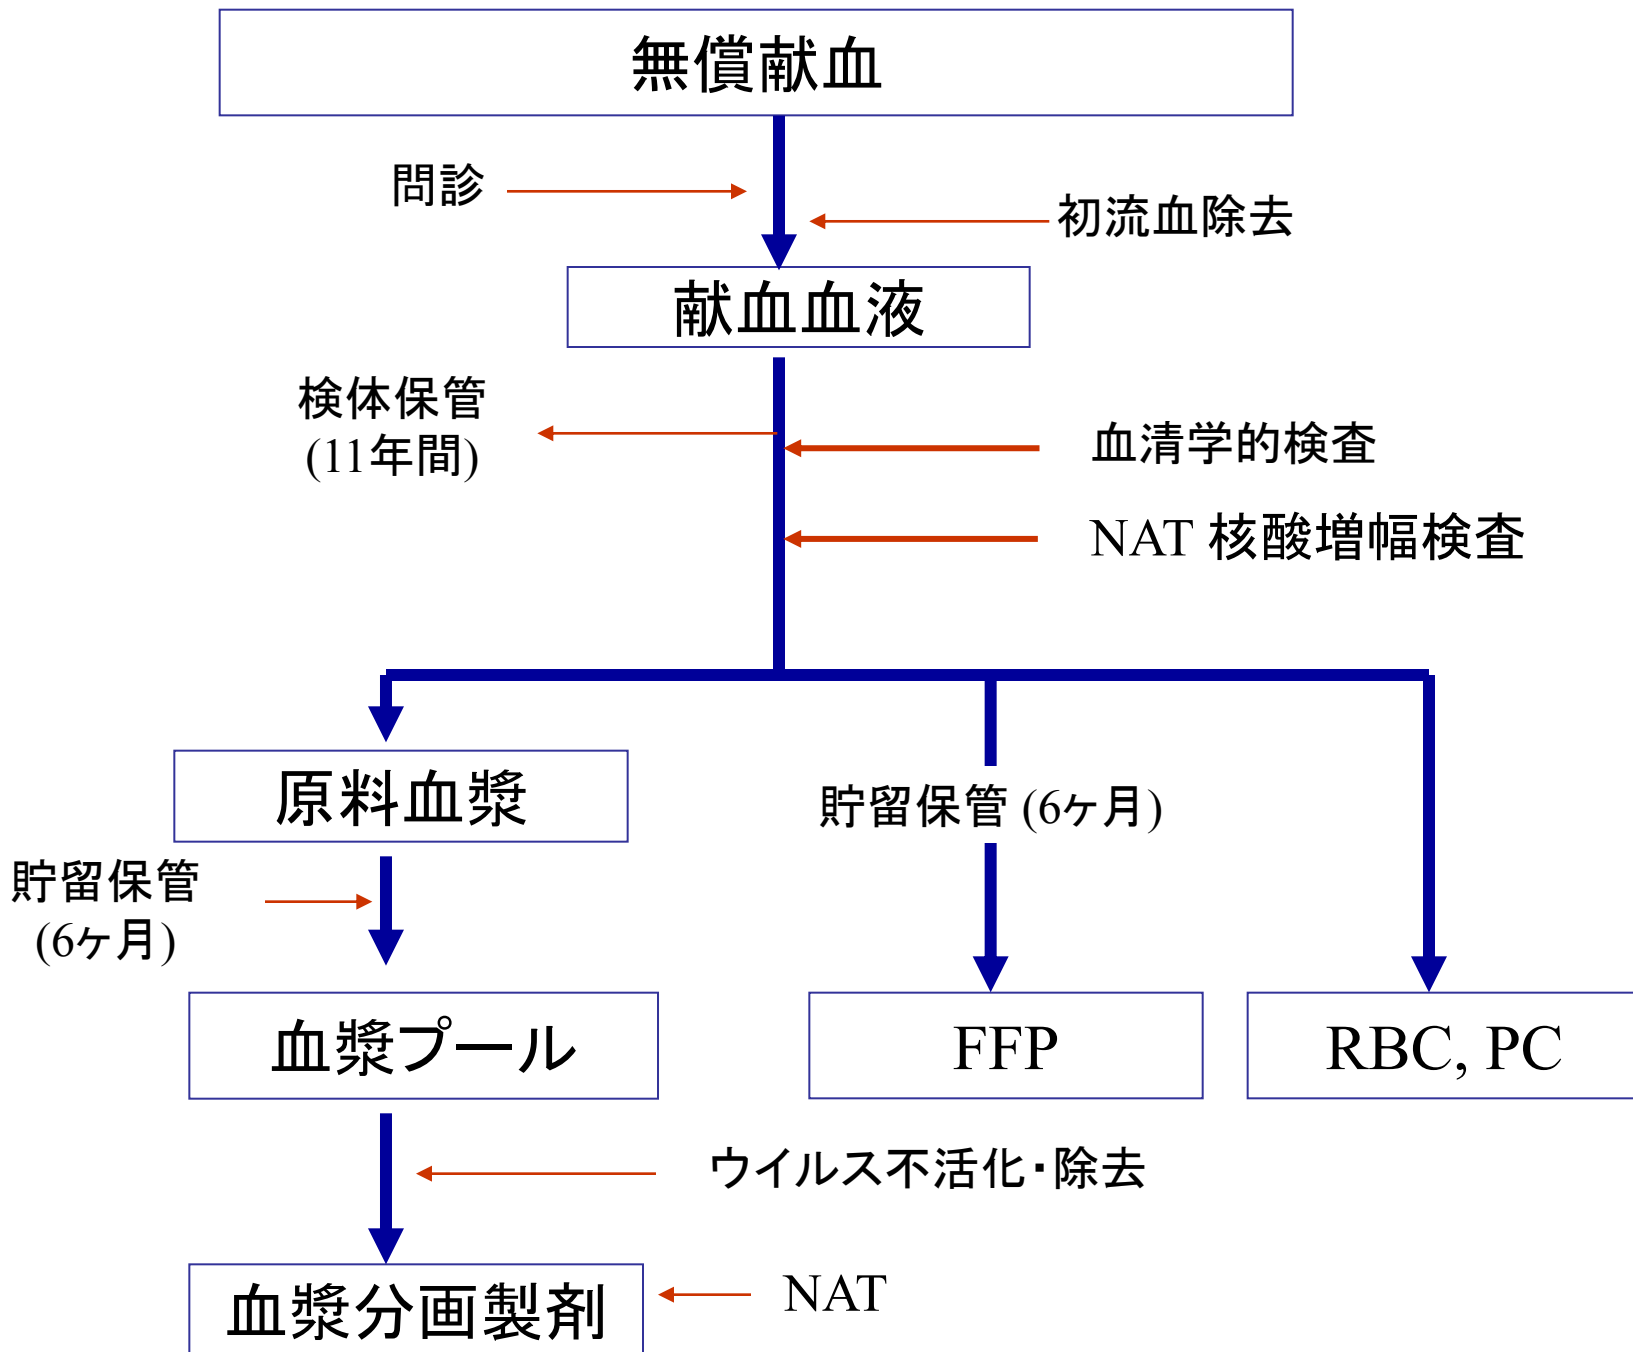 無償献血
問診
初流血除去
献血血液
検体保管
(11年間)
血清学的検査
NAT 核酸増幅検査
原料血漿
貯留保管 (6ヶ月)
貯留保管
(6ヶ月)
血漿プール
FFP
RBC, PC
ウイルス不活化・除去
血漿分画製剤
NAT